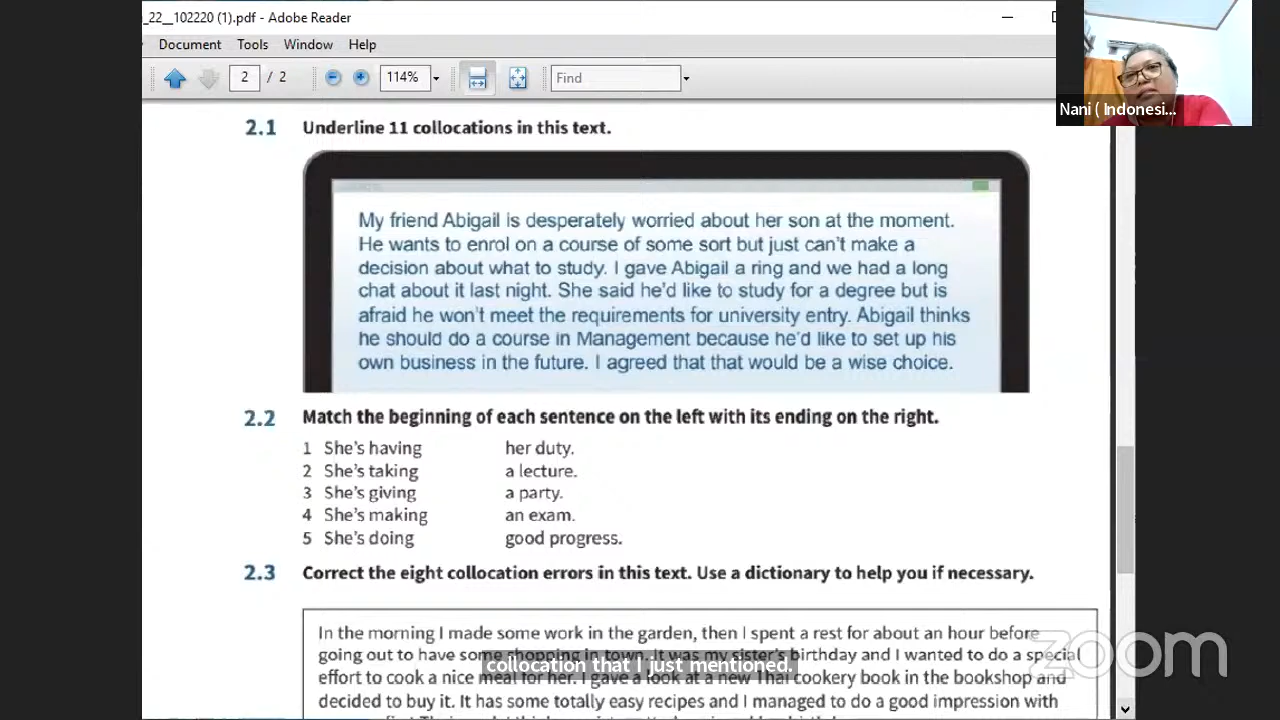 _22__102220 (1).pdf - Adobe Reader
Document Tools Window Help
2 / 2 114% Find
Nani ( Indonesi...
2.1 Underline 11 collocations in this text.
My friend Abigail is desperately worried about her son at the moment.
He wants to enrol on a course of some sort but just can't make a
decision about what to study. I gave Abigail a ring and we had a long
chat about it last night. She said he'd like to study for a degree but is
afraid he won't meet the requirements for university entry. Abigail thinks
he should do a course in Management because he'd like to set up his
own business in the future. I agreed that that would be a wise choice.
2.2 Match the beginning of each sentence on the left with its ending on the right.
1 She's having her duty.
2 She's taking a lecture.
3 She's giving a party.
4 She's making an exam.
5 She's doing good progress.
2.3 Correct the eight collocation errors in this text. Use a dictionary to help you if necessary.
In the morning I made some work in the garden, then I spent a rest for about an hour before
going out to have some shopping in town. It was my sister's birthday and I wanted to do a special
collocation that I just mentioned.
effort to cook a nice meal for her. I gave a look at a new Thai cookery book in the bookshop and
decided to buy it. It has some totally easy recipes and I managed to do a good impression with
zoom